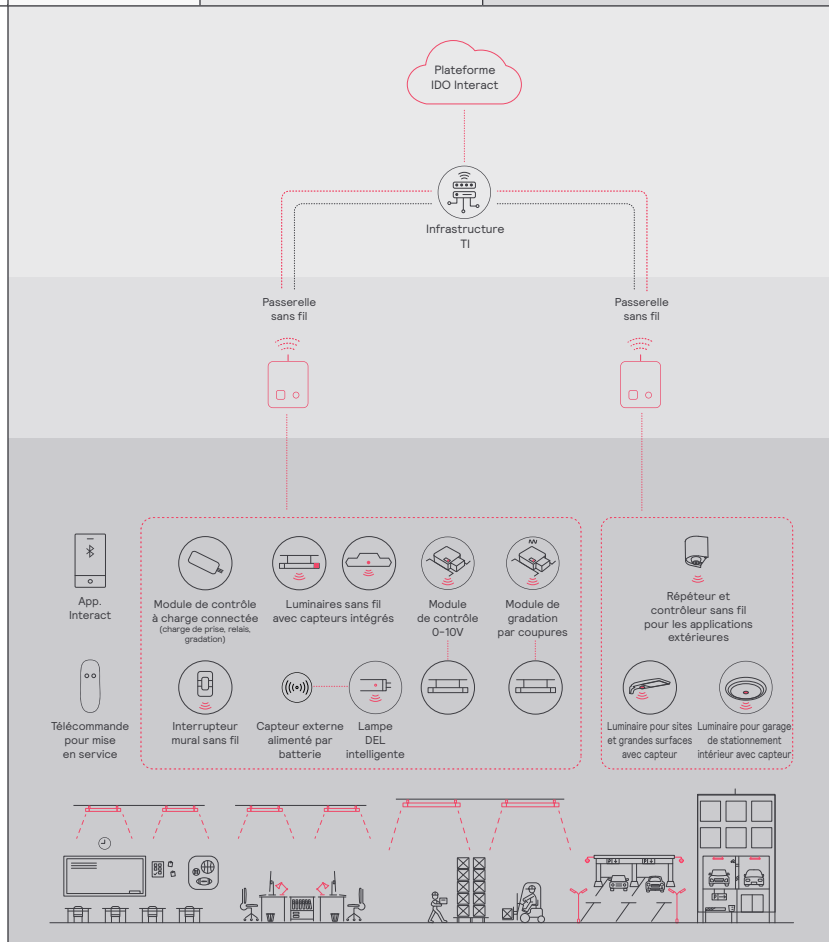 Plateforme
IDO Interact
Infrastructure
TI
Passerelle
sans fil
Passerelle
sans fil
App.
Interact
Module de contrôle
à charge connectée
(charge de prise, relais,
gradation)
Luminaires sans fil
avec capteurs intégrés
Module
de contrôle
0-10V
Module de
gradation
par coupures
Répéteur et
contrôleur sans fil
pour les applications
extérieures
Télécommande
pour mise
en service
Interrupteur
mural sans fil
Capteur externe
alimenté par
batterie
Lampe
DEL
intelligente
Luminaire pour sites
et grandes surfaces
avec capteur
Luminaire pour garage
de stationnement
intérieur avec capteur